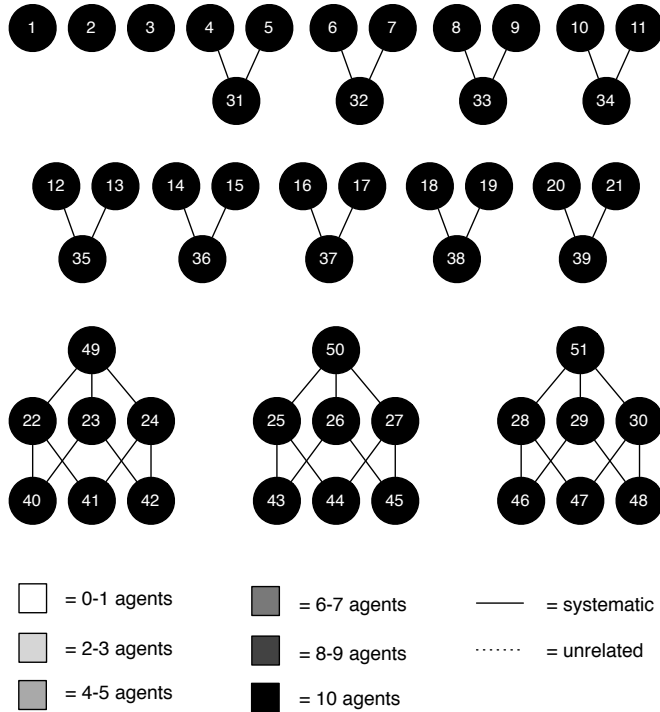 1 2 3 4 5 6 7 8 9 10 11
31 32 33 34
12 13 14 15 16 17 18 19 20 21
35 36 37 38 39
49 50 51
22 23 24 25 26 27 28 29 30
40 41 42 43 44 45 46 47 48
= 0-1 agents = 6-7 agents = systematic
= 2-3 agents = 8-9 agents = unrelated
= 4-5 agents = 10 agents